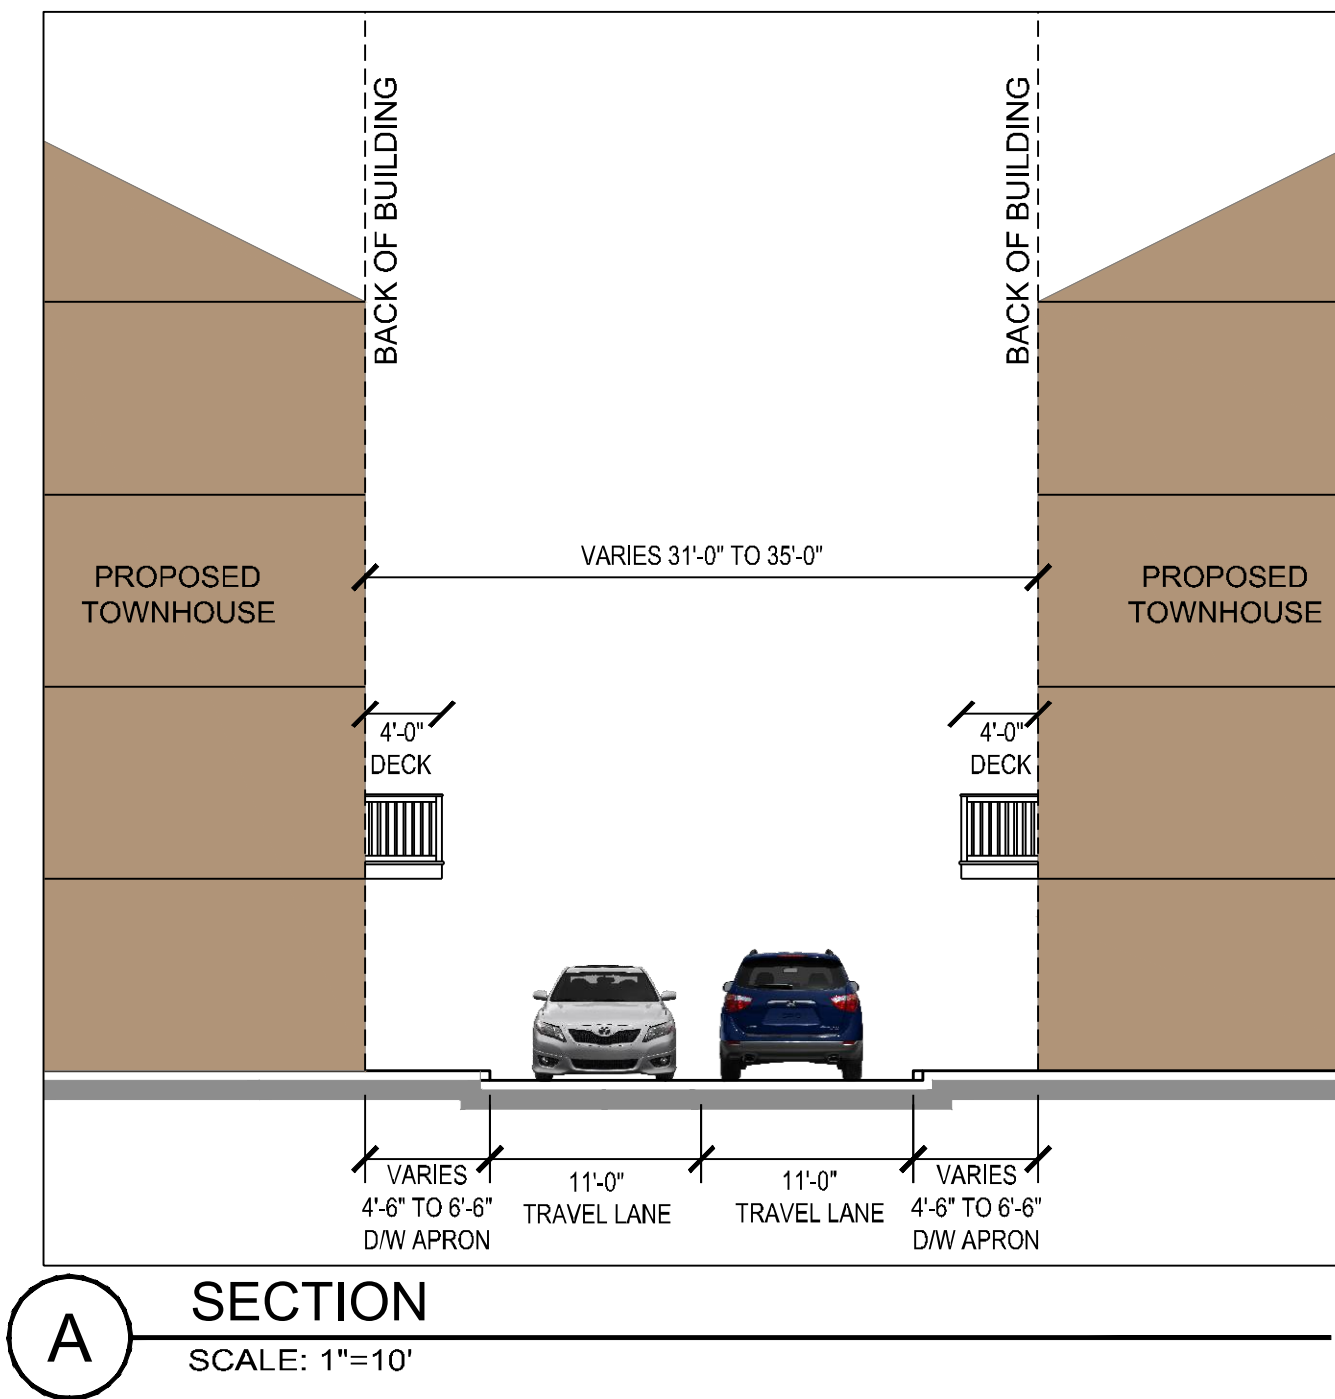 BACK OF BUILDING
BACK OF BUILDING
VARIES 31'-0" TO 35'-0"
PROPOSED
TOWNHOUSE
PROPOSED
TOWNHOUSE
4'-0"
DECK
4'-0"
DECK
VARIES
4'-6" TO 6'-6"
D/W APRON
11'-0"
TRAVEL LANE
11'-0"
TRAVEL LANE
VARIES
4'-6" TO 6'-6"
D/W APRON
A
SECTION
SCALE: 1"=10'